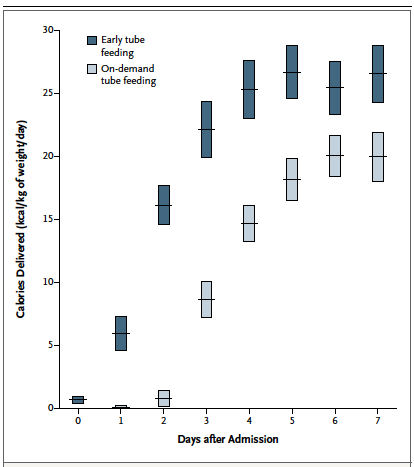 Early tube
feeding
On-demand
tube feeding
Calories Delivered (kcal/kg of weight/day)
30
25
20
15
10
5
0
0 1 2 3 4 5 6 7
Days after Admission